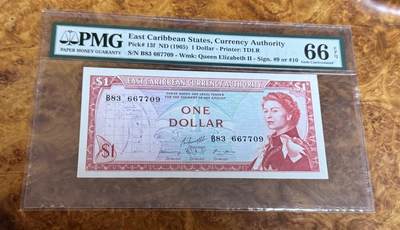 PMG
PAPER MONEY GUARANTY
East Caribbean States, Currency Authority
Pick# 13f ND (1965) 1 Dollar - Printer: TDLR
S/N B83 667709 - Wmk: Queen Elizabeth II - Sign. #9 or #10
66 EPQ
Gem Uncirculated
$1 EAST CARIBBEAN CURRENCY AUTHORITY
B83 667709
ONE
DOLLAR
B83 667709
$1